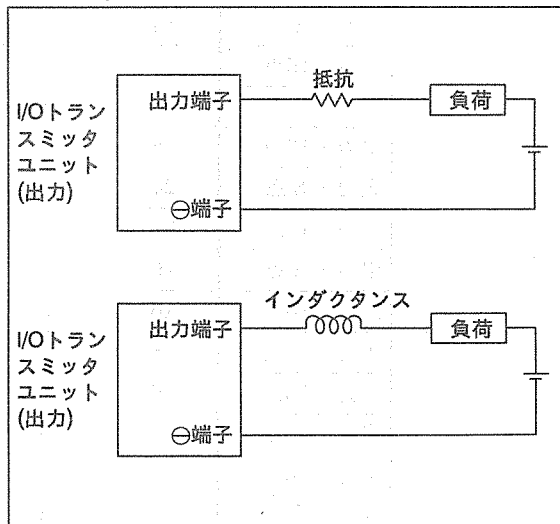 抵抗
出力端子
負荷
I/Oトラン
スミッタ
ユニット
(出力)
⊖端子
インダクタンス
出力端子
負荷
I/Oトラン
スミッタ
ユニット
(出力)
⊖端子